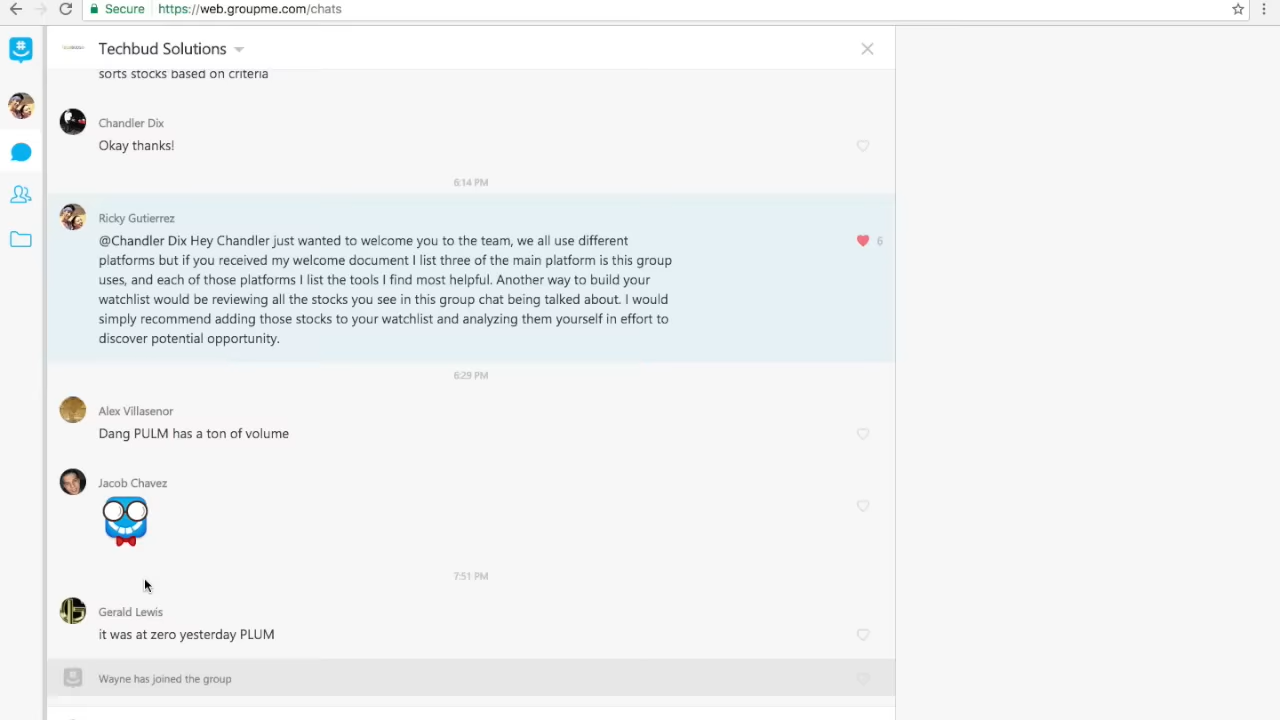 Secure https://web.groupme.com/chats
Techbud Solutions
sorts stocks based on criteria
Chandler Dix
Okay thanks!
6:14 PM
Ricky Gutierrez
@Chandler Dix Hey Chandler just wanted to welcome you to the team, we all use different
platforms but if you received my welcome document I list three of the main platform is this group
uses, and each of those platforms I list the tools I find most helpful. Another way to build your
watchlist would be reviewing all the stocks you see in this group chat being talked about. I would
simply recommend adding those stocks to your watchlist and analyzing them yourself in effort to
discover potential opportunity.
6
6:29 PM
Alex Villasenor
Dang PULM has a ton of volume
Jacob Chavez
7:51 PM
Gerald Lewis
it was at zero yesterday PLUM
Wayne has joined the group